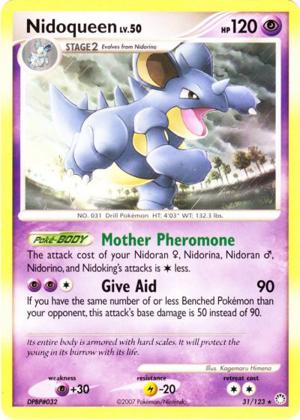 Nidoqueen LV.50 HP 120
STAGE 2 Evolves from Nidorina
NO. 031 Drill Pokémon HT: 4'03" WT: 132.3 lbs.
Poké-BODY Mother Pheromone
The attack cost of your Nidoran ♀, Nidorina, Nidoran ♂,
Nidorino, and Nidoking's attacks is less.
Give Aid 90
If you have the same number of or less Benched Pokémon than
your opponent, this attack's base damage is 50 instead of 90.
Its entire body is armored with hard scales.
It will protect the young in its burrow with its life.
weakness resistance retreat cost
+30 -20
DPBP#032 ©2007 Pokémon/Nintendo 31/123 ★
Illus. Kagemaru Himeno